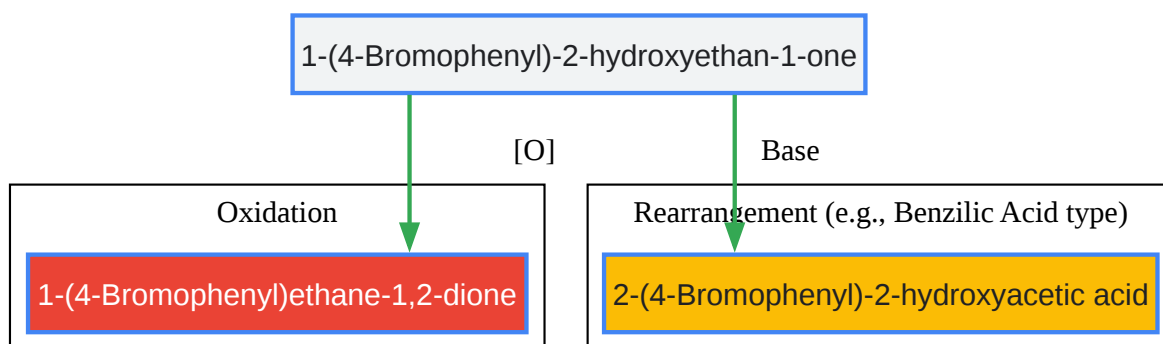 1-(4-Bromophenyl)-2-hydroxyethan-1-one
[O]
Base
Oxidation
Rearrangement (e.g., Benzilic Acid type)
1-(4-Bromophenyl)ethane-1,2-dione
2-(4-Bromophenyl)-2-hydroxyacetic acid